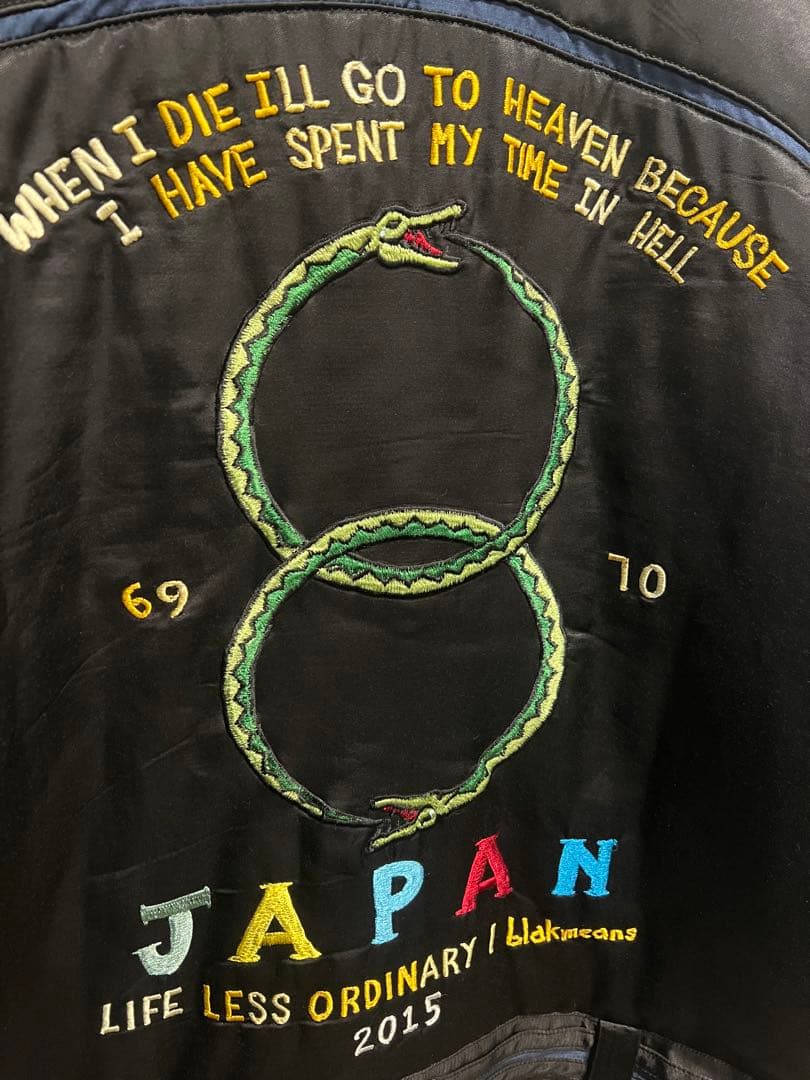 WHEN I DIE ILL GO TO HEAVEN BECAUSE
I HAVE SPENT MY TIME IN HELL
69 70
JAPAN
LIFE LESS ORDINARY / blakmeans
2015